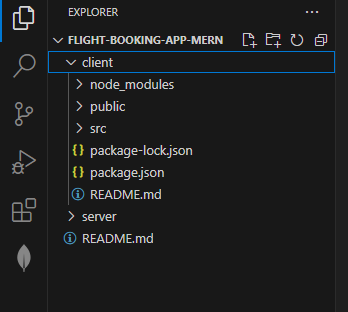 EXPLORER
FLIGHT-BOOKING-APP-MERN
client
node_modules
public
src
{} package-lock.json
{} package.json
README.md
server
README.md